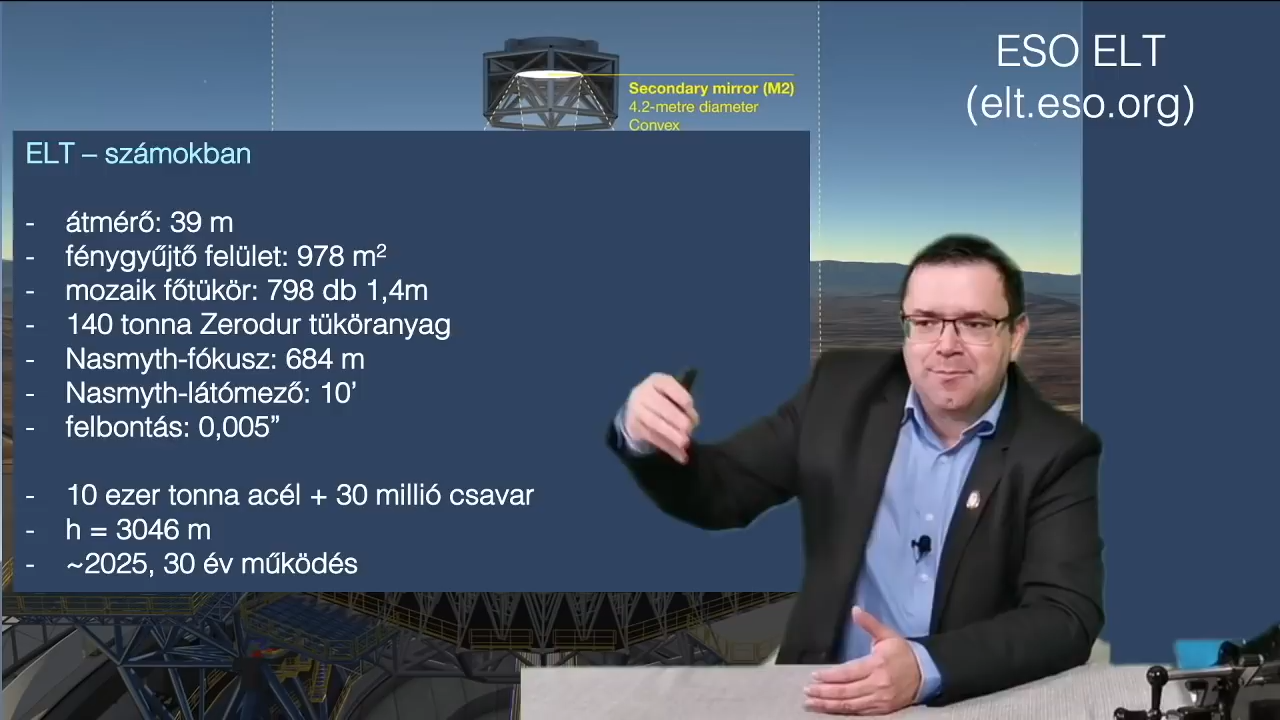 ESO ELT
(elt.eso.org)
Secondary mirror (M2)
4.2-metre diameter
Convex
ELT – számokban
- átmérő: 39 m
- fénygyűjtő felület: 978 m²
- mozaik főtükör: 798 db 1,4m
- 140 tonna Zerodur tüköranyag
- Nasmyth-fókusz: 684 m
- Nasmyth-látómező: 10’
- felbontás: 0,005”
- 10 ezer tonna acél + 30 millió csavar
- h = 3046 m
- ~2025, 30 év működés